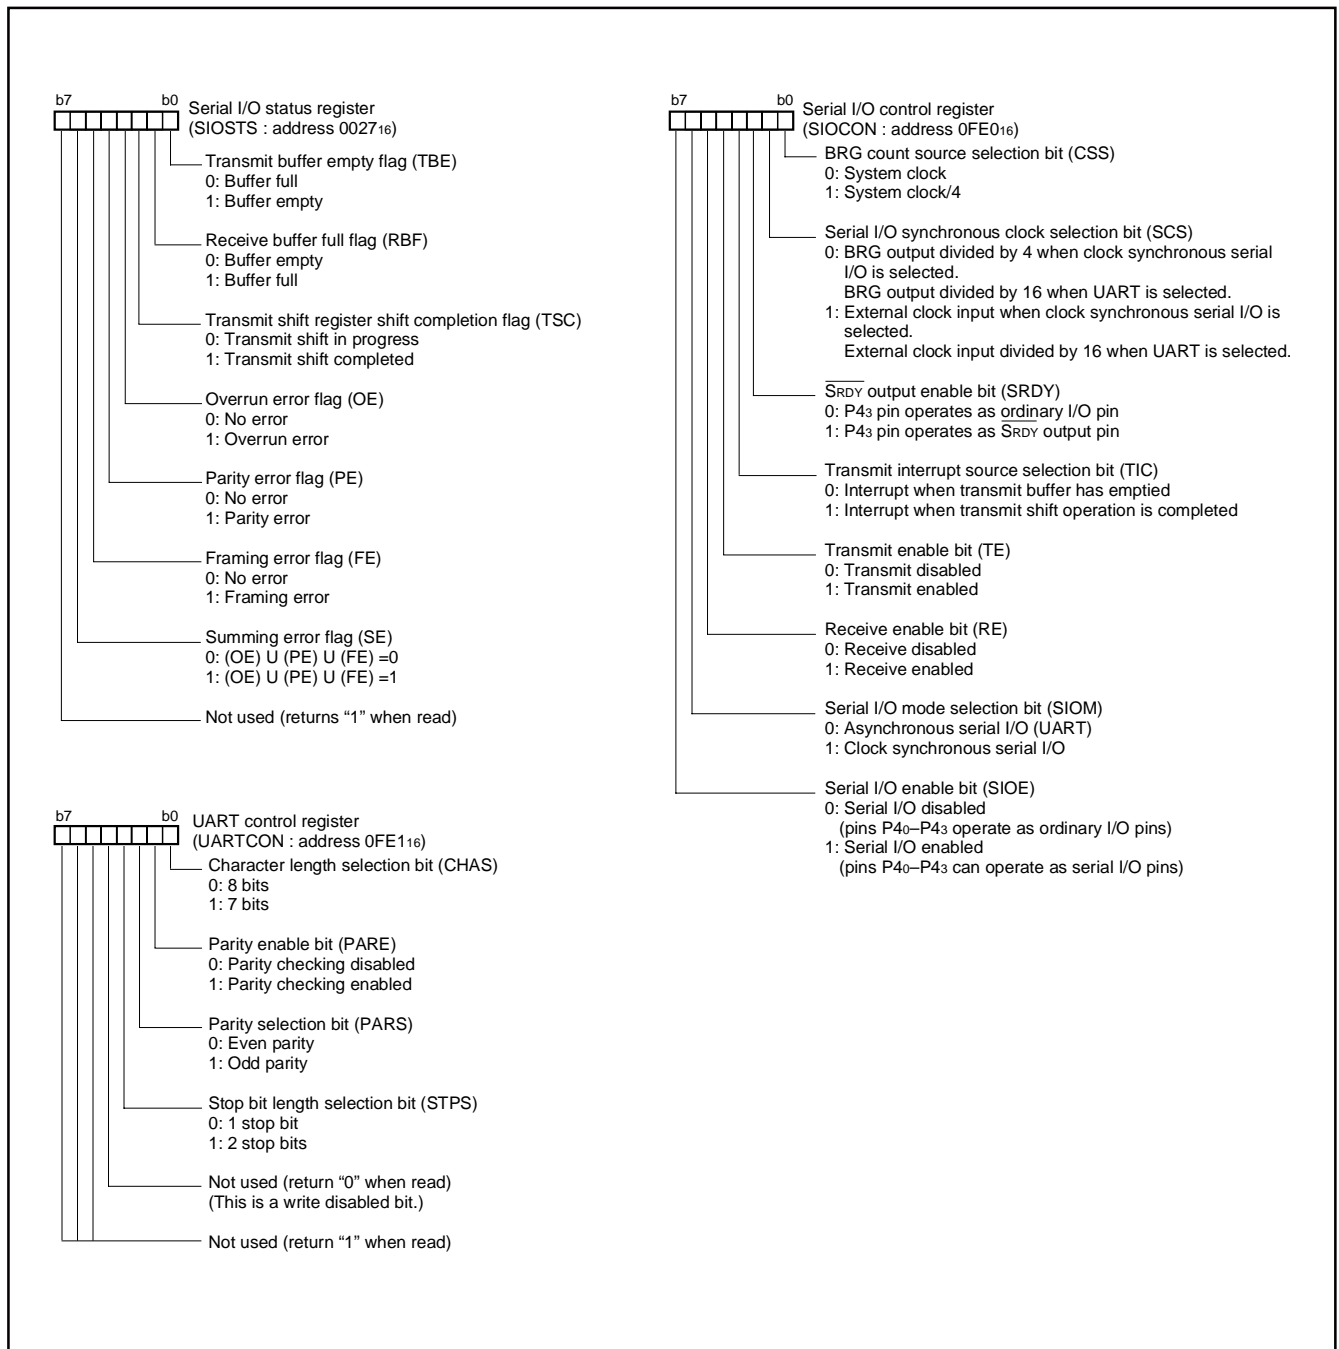 b7 b0 Serial I/O status register
(SIOSTS : address 002716)
Transmit buffer empty flag (TBE)
0: Buffer full
1: Buffer empty
Receive buffer full flag (RBF)
0: Buffer empty
1: Buffer full
Transmit shift register shift completion flag (TSC)
0: Transmit shift in progress
1: Transmit shift completed
Overrun error flag (OE)
0: No error
1: Overrun error
Parity error flag (PE)
0: No error
1: Parity error
Framing error flag (FE)
0: No error
1: Framing error
Summing error flag (SE)
0: (OE) U (PE) U (FE) =0
1: (OE) U (PE) U (FE) =1
Not used (returns “1” when read)
b7 b0 UART control register
(UARTCON : address 0FE116)
Character length selection bit (CHAS)
0: 8 bits
1: 7 bits
Parity enable bit (PARE)
0: Parity checking disabled
1: Parity checking enabled
Parity selection bit (PARS)
0: Even parity
1: Odd parity
Stop bit length selection bit (STPS)
0: 1 stop bit
1: 2 stop bits
Not used (return “0” when read)
(This is a write disabled bit.)
Not used (return “1” when read)
b7 b0 Serial I/O control register
(SIOCON : address 0FE016)
BRG count source selection bit (CSS)
0: System clock
1: System clock/4
Serial I/O synchronous clock selection bit (SCS)
0: BRG output divided by 4 when clock synchronous serial
I/O is selected.
BRG output divided by 16 when UART is selected.
1: External clock input when clock synchronous serial I/O is
selected.
External clock input divided by 16 when UART is selected.
SRDY output enable bit (SRDY)
0: P43 pin operates as ordinary I/O pin
1: P43 pin operates as SRDY output pin
Transmit interrupt source selection bit (TIC)
0: Interrupt when transmit buffer has emptied
1: Interrupt when transmit shift operation is completed
Transmit enable bit (TE)
0: Transmit disabled
1: Transmit enabled
Receive enable bit (RE)
0: Receive disabled
1: Receive enabled
Serial I/O mode selection bit (SIOM)
0: Asynchronous serial I/O (UART)
1: Clock synchronous serial I/O
Serial I/O enable bit (SIOE)
0: Serial I/O disabled
(pins P40–P43 operate as ordinary I/O pins)
1: Serial I/O enabled
(pins P40–P43 can operate as serial I/O pins)